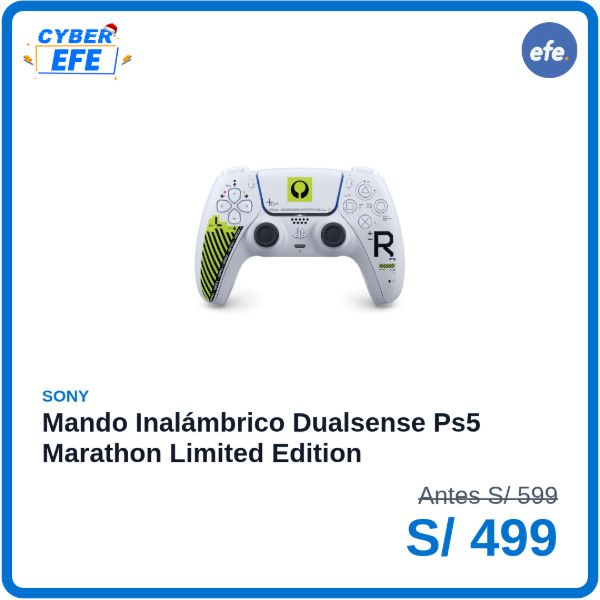 CYBER
EFE
efe.
R
SONY
Mando Inalámbrico Dualsense Ps5
Marathon Limited Edition
Antes S/ 599
S/ 499